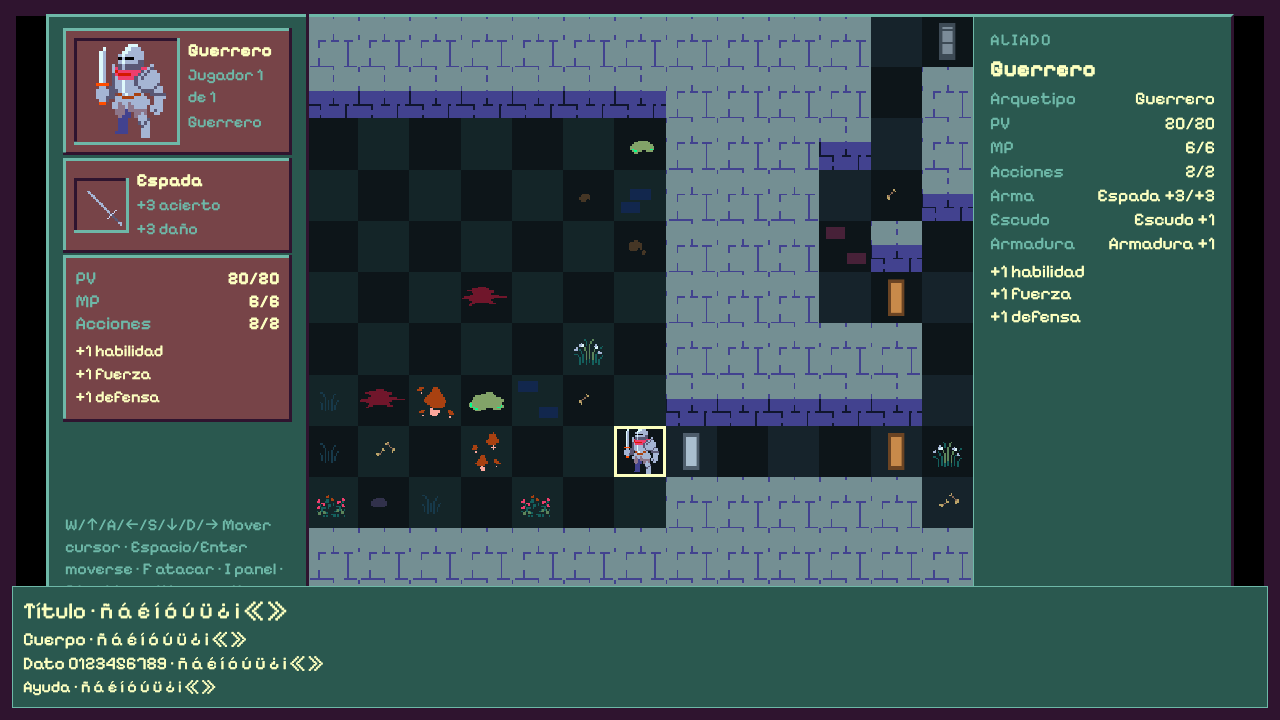 Guerrero
Jugador 1
de 1
Guerrero
Espada
+3 acierto
+3 daño
PV 20/20
MP 6/6
Acciones 2/2
+1 habilidad
+1 fuerza
+1 defensa
W/↑/A/←/S/↓/D/→ Mover
cursor · Espacio/Enter
moverse · F atacar · I panel ·
ALIADO
Guerrero
Arquetipo Guerrero
PV 20/20
MP 6/6
Acciones 2/2
Arma Espada +3/+3
Escudo Escudo +1
Armadura Armadura +1
+1 habilidad
+1 fuerza
+1 defensa
Título · ñ á é í ó ú ü ¿ ¡ « »
Cuerpo · ñ á é í ó ú ü ¿ ¡ « »
Dato 0123456789 · ñ á é í ó ú ü ¿ ¡ « »
Ayuda · ñ á é í ó ú ü ¿ ¡ « »